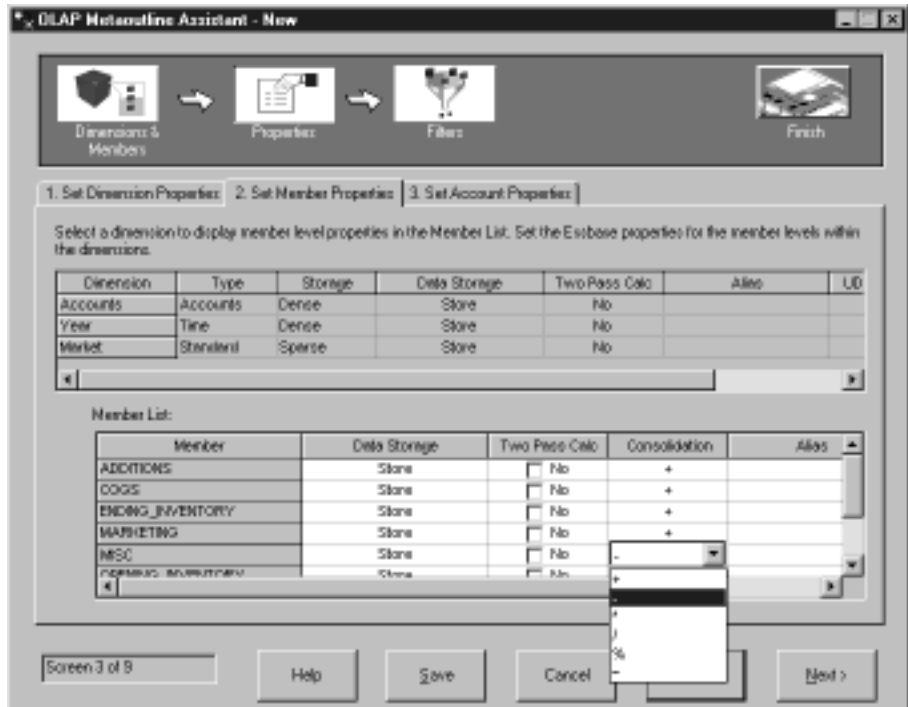 OLAP Metaoutline Assistant - New
Dimensions &
Members
Properties
Filters
Finish
1. Set Dimension Properties
2. Set Member Properties
3. Set Account Properties
Select a dimension to display member level properties in the Member List. Set the Essbase properties for the member levels within
the dimensions.
Dimension Type Storage Data Storage Two Pass Calc Alias UD
Accounts Accounts Dense Store No
Year Time Dense Store No
Market Standard Sparse Store No
Member List:
Member Data Storage Two Pass Calc Consolidation Alias
ADDITIONS Store No +
COGS Store No +
ENDING_INVENTORY Store No +
MARKETING Store No +
MISC Store No -
OPENING_INVENTORY Store No
+
-
*
/
%
~
Screen 3 of 9
Help
Save
Cancel
Next >